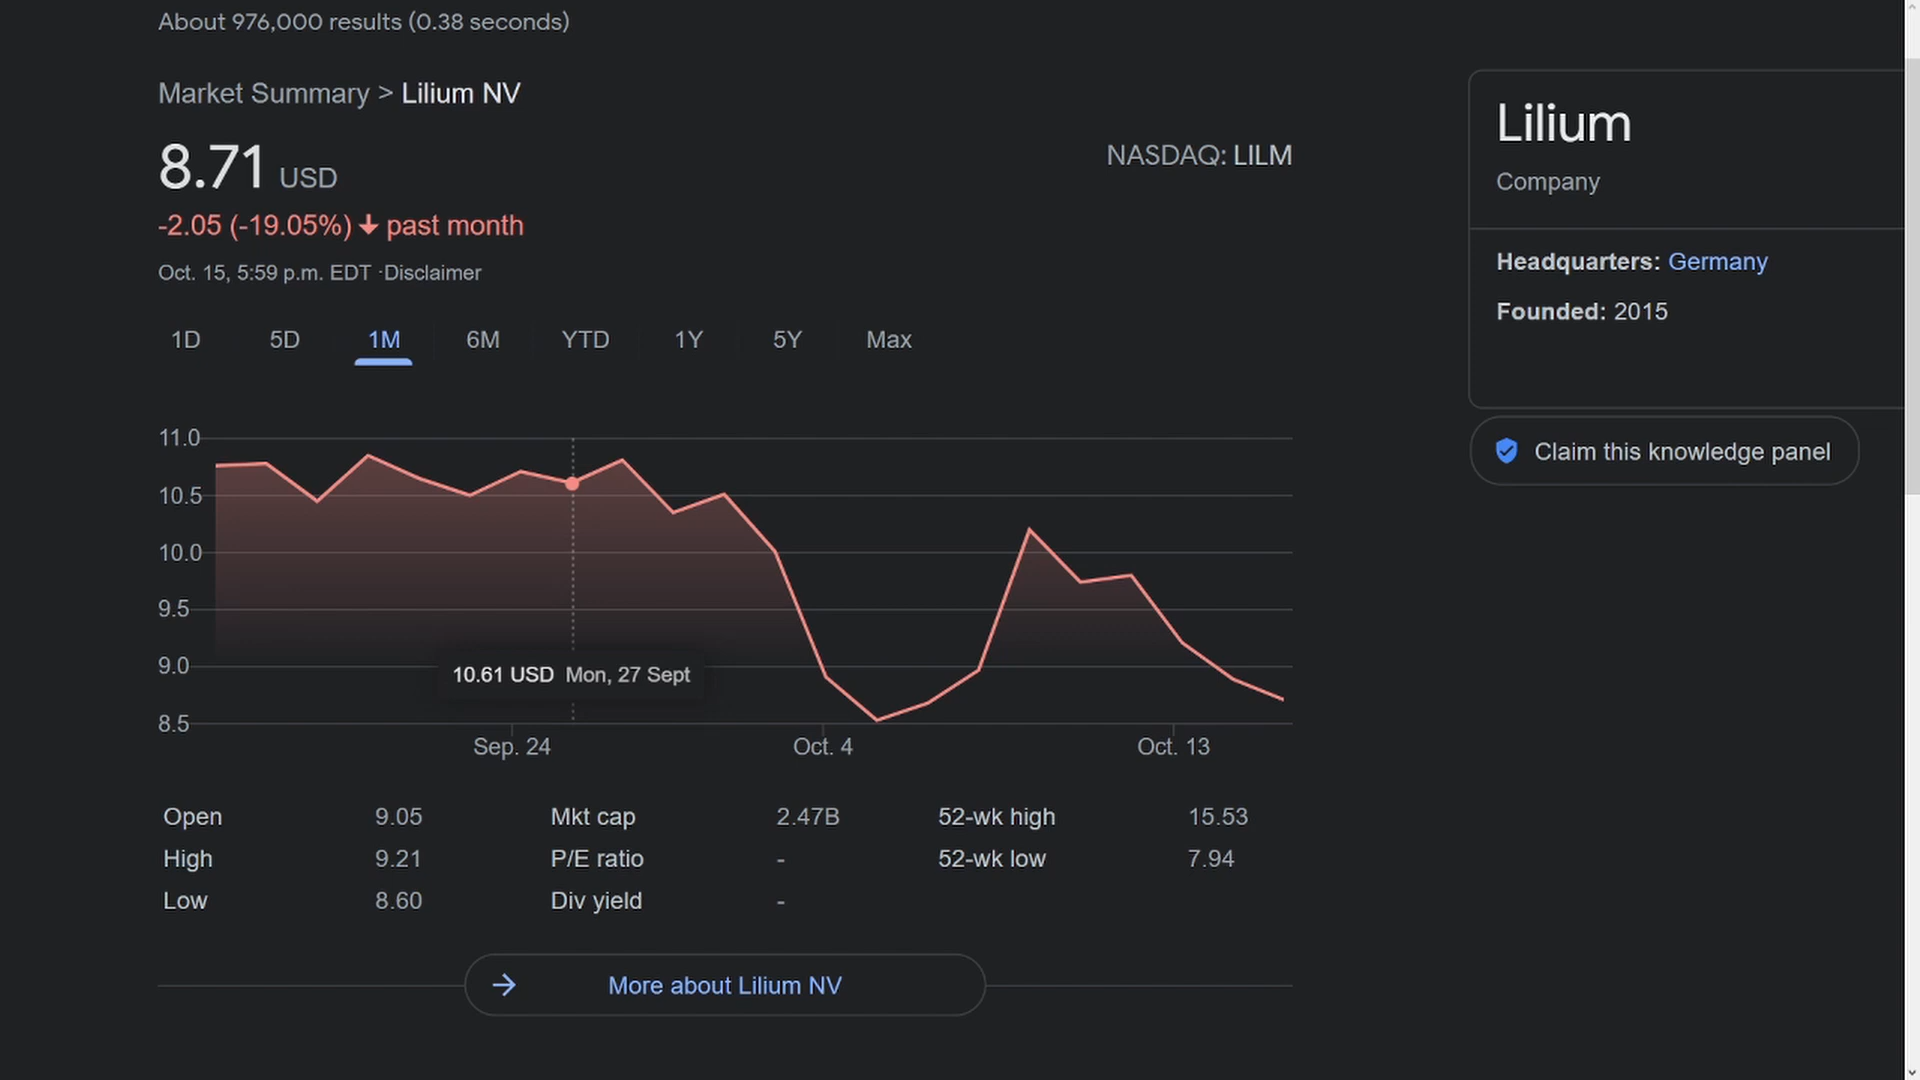 About 976,000 results (0.38 seconds)
Market Summary > Lilium NV
8.71 USD
NASDAQ: LILM
-2.05 (-19.05%) ↓ past month
Oct. 15, 5:59 p.m. EDT ·Disclaimer
1D 5D 1M 6M YTD 1Y 5Y Max
11.0
10.5
10.0
9.5
9.0
8.5
10.61 USD Mon, 27 Sept
Sep. 24 Oct. 4 Oct. 13
Open 9.05 Mkt cap 2.47B 52-wk high 15.53
High 9.21 P/E ratio - 52-wk low 7.94
Low 8.60 Div yield -
More about Lilium NV
Lilium
Company
Headquarters: Germany
Founded: 2015
Claim this knowledge panel